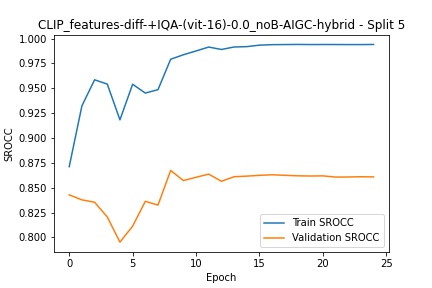 CLIP_features-diff-+IQA-(vit-16)-0.0_noB-AIGC-hybrid - Split 5
1.000
0.975
0.950
0.925
0.900
0.875
0.850
0.825
0.800
SROCC
0 5 10 15 20 25
Epoch
Train SROCC
Validation SROCC